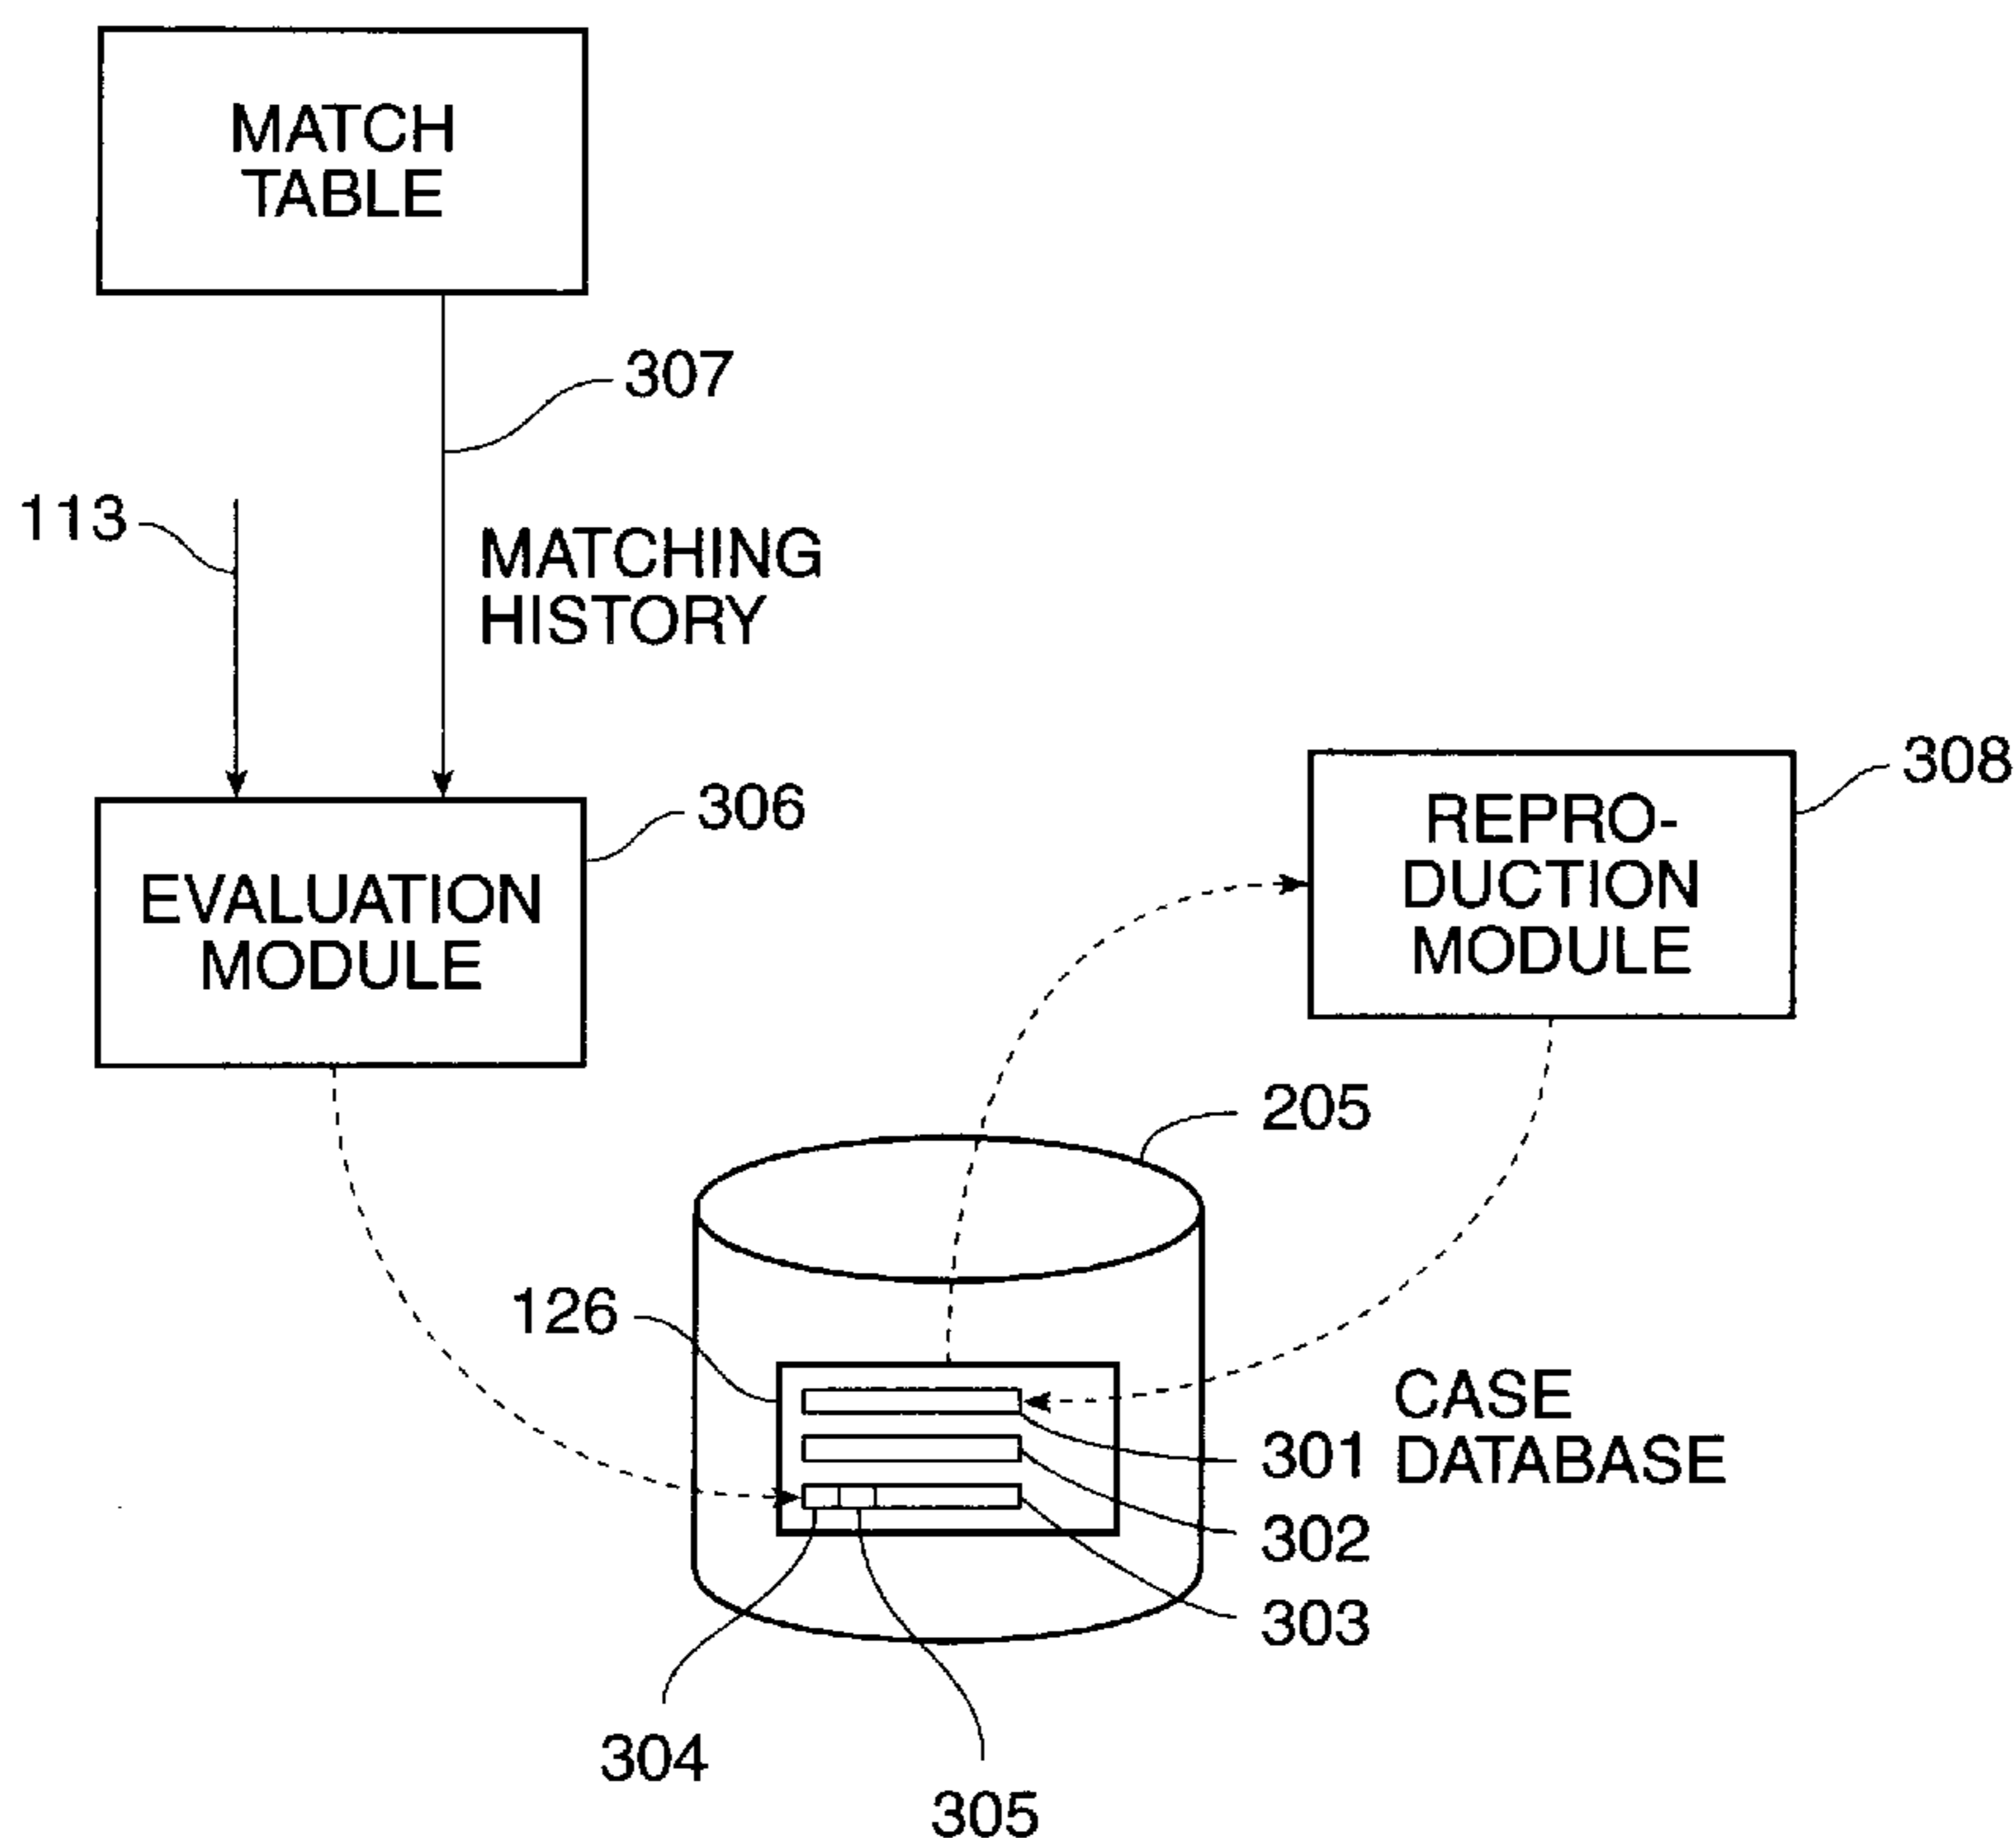 MATCH
TABLE
307
113
MATCHING
HISTORY
306
EVALUATION
MODULE
308
REPRO-
DUCTION
MODULE
205
126
CASE
DATABASE
301
302
303
304
305